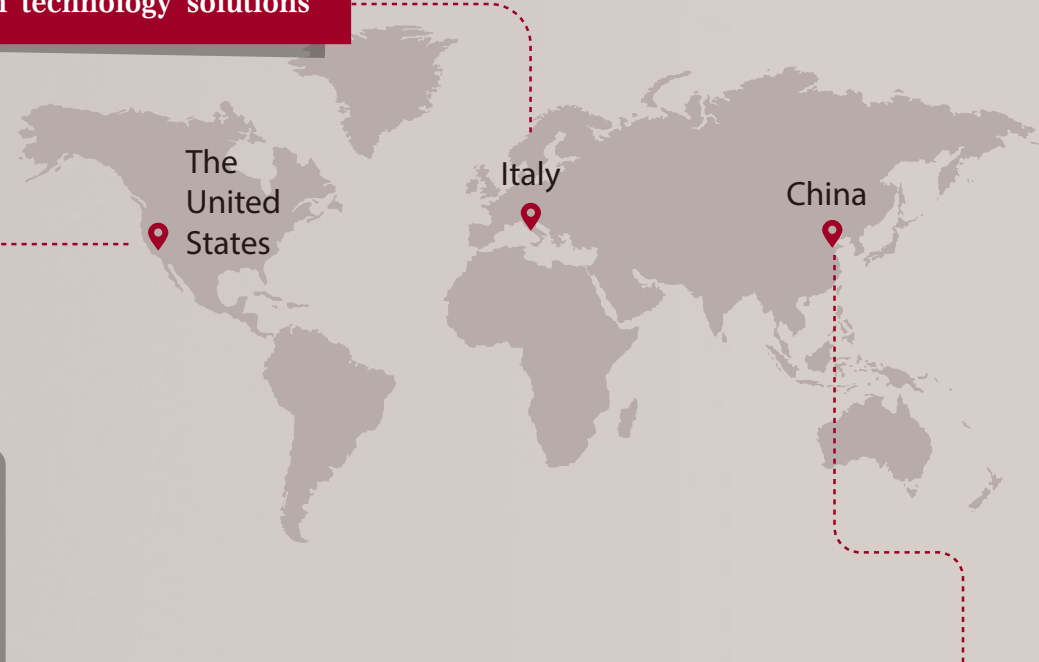 technology solutions
The
United
States
Italy
China